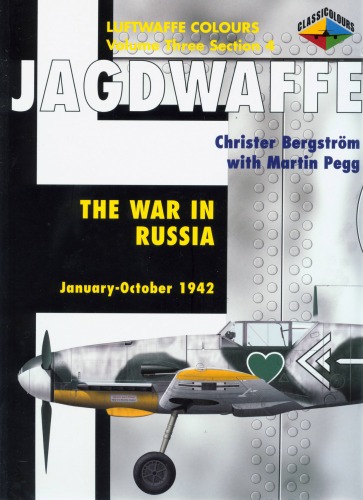 LUFTWAFFE COLOURS
Volume Three Section 4
CLASSIC COLOURS
JAGDWAFFE
Christer Bergström
with Martin Pegg
THE WAR IN
RUSSIA
January-October 1942